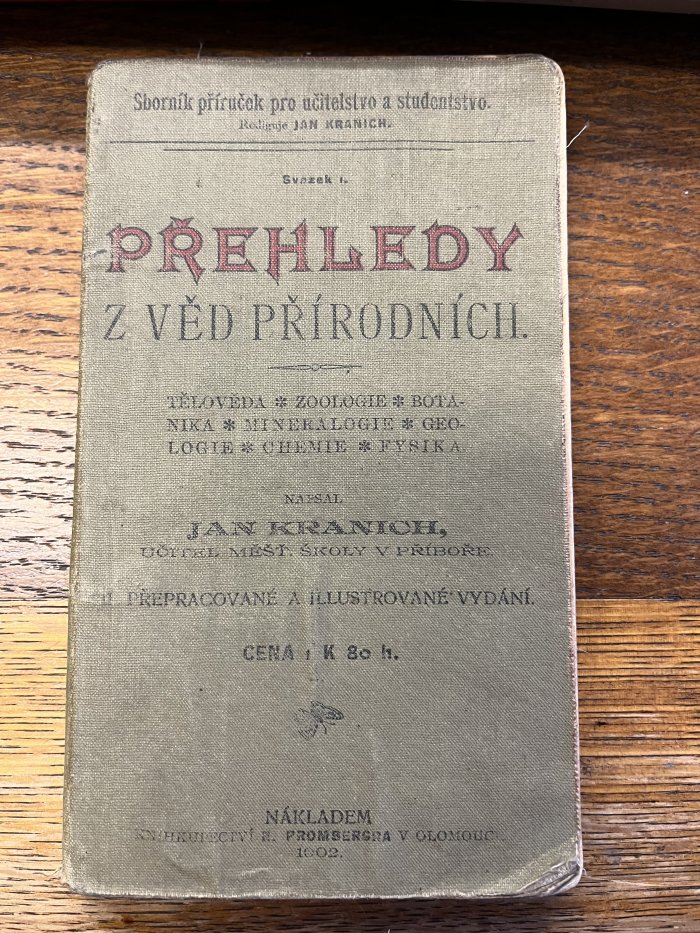 Sborník příruček pro učitelstvo a studentstvo.
Rediguje JAN KRANICH.
Svazek I.
PŘEHLEDY
Z VĚD PŘÍRODNÍCH.
TĚLOVĚDA * ZOOLOGIE * BOTA-
NIKA * MINERALOGIE * GEO-
LOGIE * CHEMIE * FYSIKA
NAPSAL
JAN KRANICH,
UČITEL MĚŠŤ. ŠKOLY V PŘÍBOŘE.
II. PŘEPRACOVANÉ A ILLUSTROVANÉ VYDÁNÍ.
CENA 1 K 80 h.
NÁKLADEM
KNIHKUPECTVÍ R. PROMBERGRA V OLOMOUCI
1902.